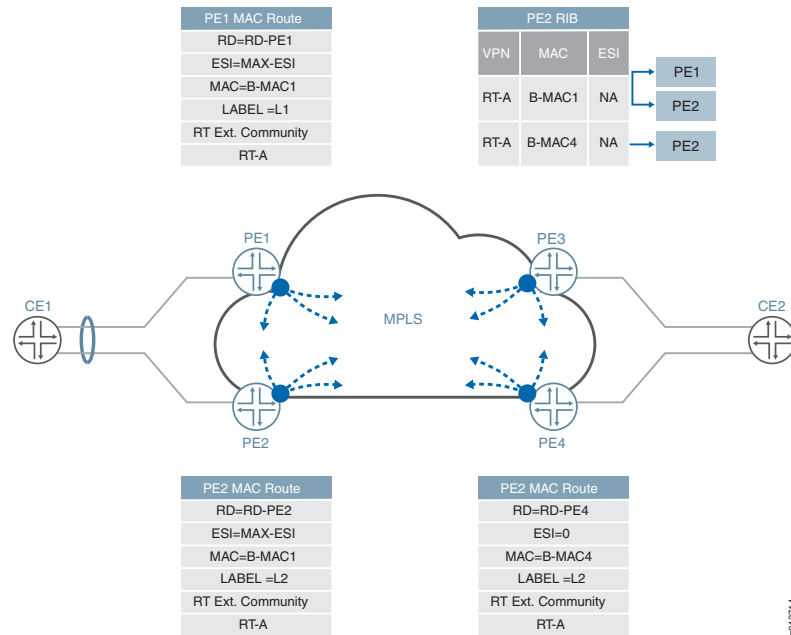 PE1 MAC Route
RD=RD-PE1
ESI=MAX-ESI
MAC=B-MAC1
LABEL =L1
RT Ext. Community
RT-A
PE2 RIB
VPN MAC ESI
RT-A B-MAC1 NA
PE1
PE2
RT-A B-MAC4 NA
PE2
PE1
PE3
CE1
MPLS
CE2
PE2
PE4
PE2 MAC Route
RD=RD-PE2
ESI=MAX-ESI
MAC=B-MAC1
LABEL =L2
RT Ext. Community
RT-A
PE2 MAC Route
RD=RD-PE4
ESI=0
MAC=B-MAC4
LABEL =L2
RT Ext. Community
RT-A